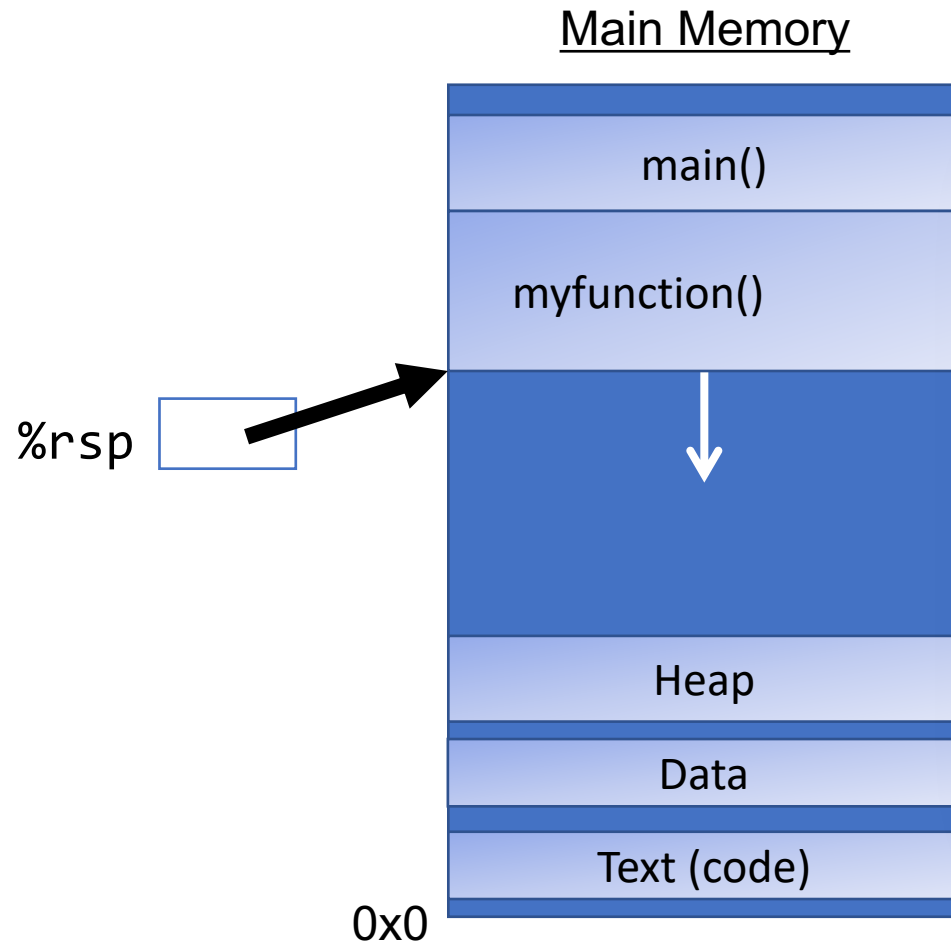 Main Memory
main()
myfunction()
%rsp
Heap
Data
Text (code)
0x0